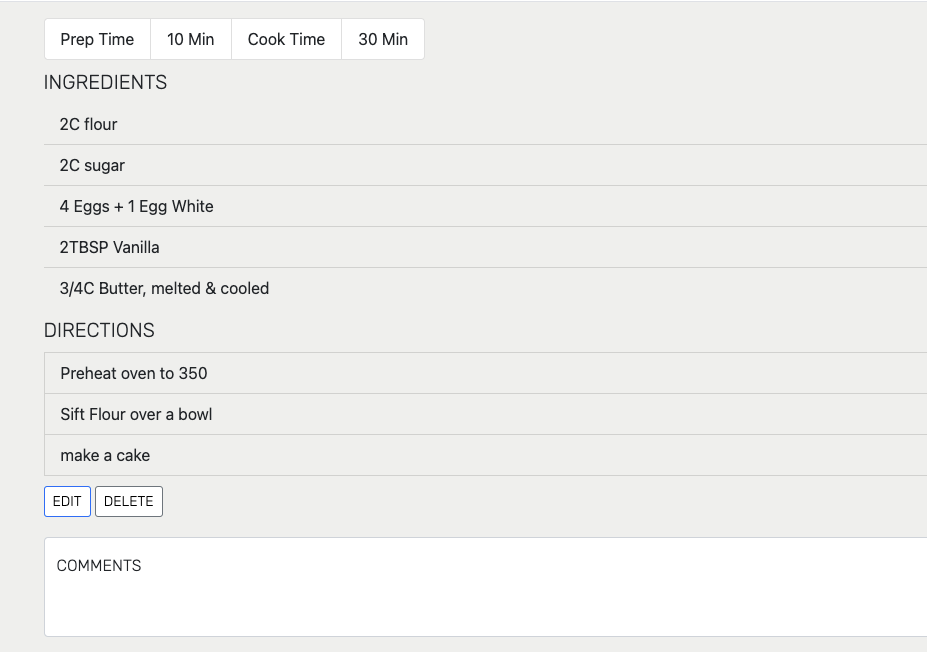 Prep Time 10 Min Cook Time 30 Min
INGREDIENTS
2C flour
2C sugar
4 Eggs + 1 Egg White
2TBSP Vanilla
3/4C Butter, melted & cooled
DIRECTIONS
Preheat oven to 350
Sift Flour over a bowl
make a cake
EDIT DELETE
COMMENTS